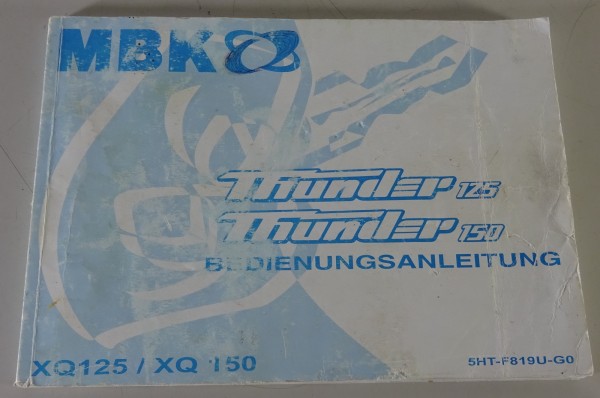 MBK
Thunder 125
Thunder 150
BEDIENUNGSANLEITUNG
XQ125 / XQ 150
5HT-F819U-G0